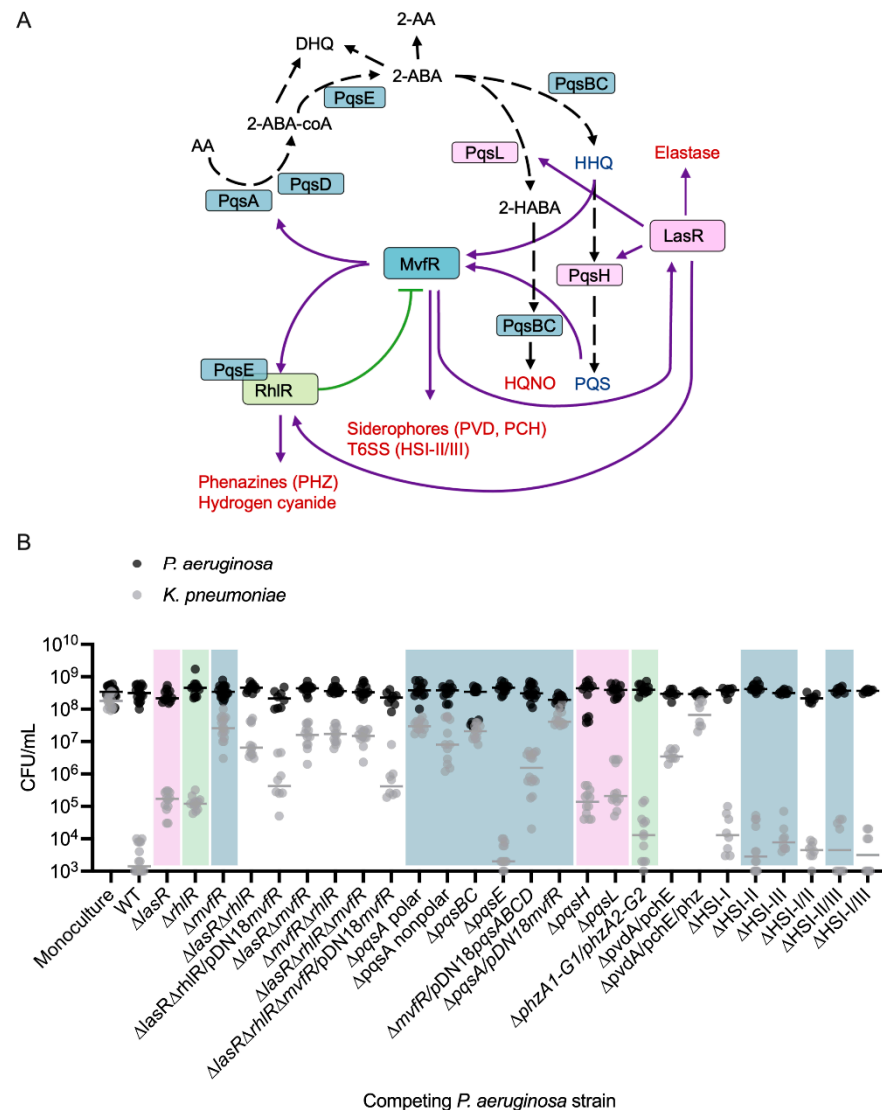 A
2-AA
DHQ
2-ABA
PqsE
PqsBC
2-ABA-coA
AA
PqsL
HHQ
Elastase
PqsD
PqsA
2-HABA
LasR
MvfR
PqsH
PqsBC
PqsE
RhlR
HQNO
PQS
Siderophores (PVD, PCH)
T6SS (HSI-II/III)
Phenazines (PHZ)
Hydrogen cyanide
B
P. aeruginosa
K. pneumoniae
CFU/mL
10¹⁰
10⁹
10⁸
10⁷
10⁶
10⁵
10⁴
10³
Monoculture
WT
ΔlasR
ΔrhlR
ΔmvfR
ΔlasRΔrhlR
ΔlasRΔrhlR/pDN18mvfR
ΔlasRΔmvfR
ΔmvfRΔrhlR
ΔlasRΔrhlRΔmvfR
ΔlasRΔrhlRΔmvfR/pDN18mvfR
ΔpqsA polar
ΔpqsA nonpolar
ΔpqsBC
ΔpqsE
ΔmvfR/pDN18pqsABCD
ΔpqsA/pDN18mvfR
ΔpqsH
ΔpqsL
ΔphzA1-G1/phzA2-G2
ΔpvdA/pchE
ΔpvdA/pchE/phz
ΔHSI-I
ΔHSI-II
ΔHSI-III
ΔHSI-I/II
ΔHSI-II/III
ΔHSI-I/III
Competing P. aeruginosa strain